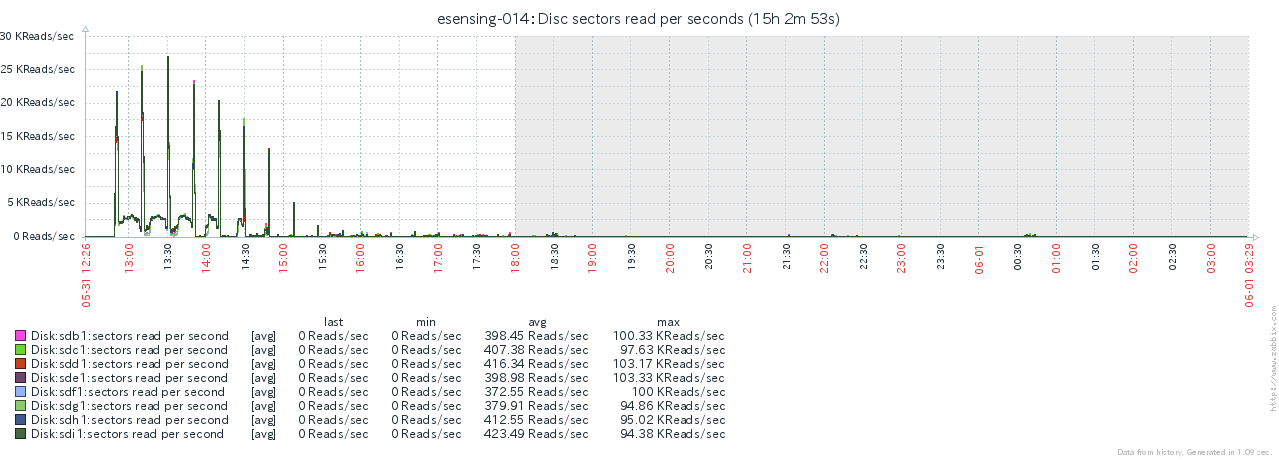 esensing-014: Disc sectors read per seconds (15h 2m 53s)
30 KReads/sec
25 KReads/sec
20 KReads/sec
15 KReads/sec
10 KReads/sec
5 KReads/sec
0 Reads/sec
05-31 12:26 13:00 13:30 14:00 14:30 15:00 15:30 16:00 16:30 17:00 17:30 18:00 18:30 19:00 19:30 20:00 20:30 21:00 21:30 22:00 22:30 23:00 23:30 06-01 00:30 01:00 01:30 02:00 02:30 03:00 06-01 03:29
last min avg max
Disk:sdb1:sectors read per second [avg] 0 Reads/sec 0 Reads/sec 398.45 Reads/sec 100.33 KReads/sec
Disk:sdc1:sectors read per second [avg] 0 Reads/sec 0 Reads/sec 407.38 Reads/sec 97.63 KReads/sec
Disk:sdd1:sectors read per second [avg] 0 Reads/sec 0 Reads/sec 416.34 Reads/sec 103.17 KReads/sec
Disk:sde1:sectors read per second [avg] 0 Reads/sec 0 Reads/sec 398.98 Reads/sec 103.33 KReads/sec
Disk:sdf1:sectors read per second [avg] 0 Reads/sec 0 Reads/sec 372.55 Reads/sec 100 KReads/sec
Disk:sdg1:sectors read per second [avg] 0 Reads/sec 0 Reads/sec 379.91 Reads/sec 94.86 KReads/sec
Disk:sdh1:sectors read per second [avg] 0 Reads/sec 0 Reads/sec 412.55 Reads/sec 95.02 KReads/sec
Disk:sdi1:sectors read per second [avg] 0 Reads/sec 0 Reads/sec 423.49 Reads/sec 94.38 KReads/sec
http://www.zabbix.com
Data from history. Generated in 1.09 sec.